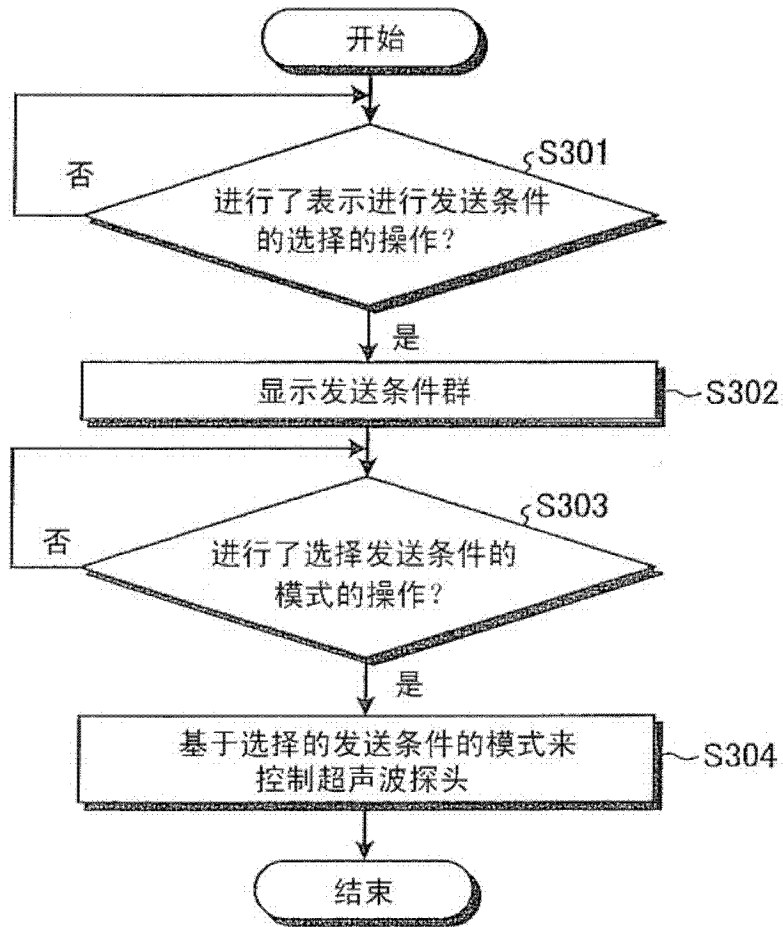 开始
S301
否
进行了表示进行发送条件
的选择的操作?
是
显示发送条件群
S302
S303
否
进行了选择发送条件的
模式的操作?
是
基于选择的发送条件的模式来
控制超声波探头
S304
结束